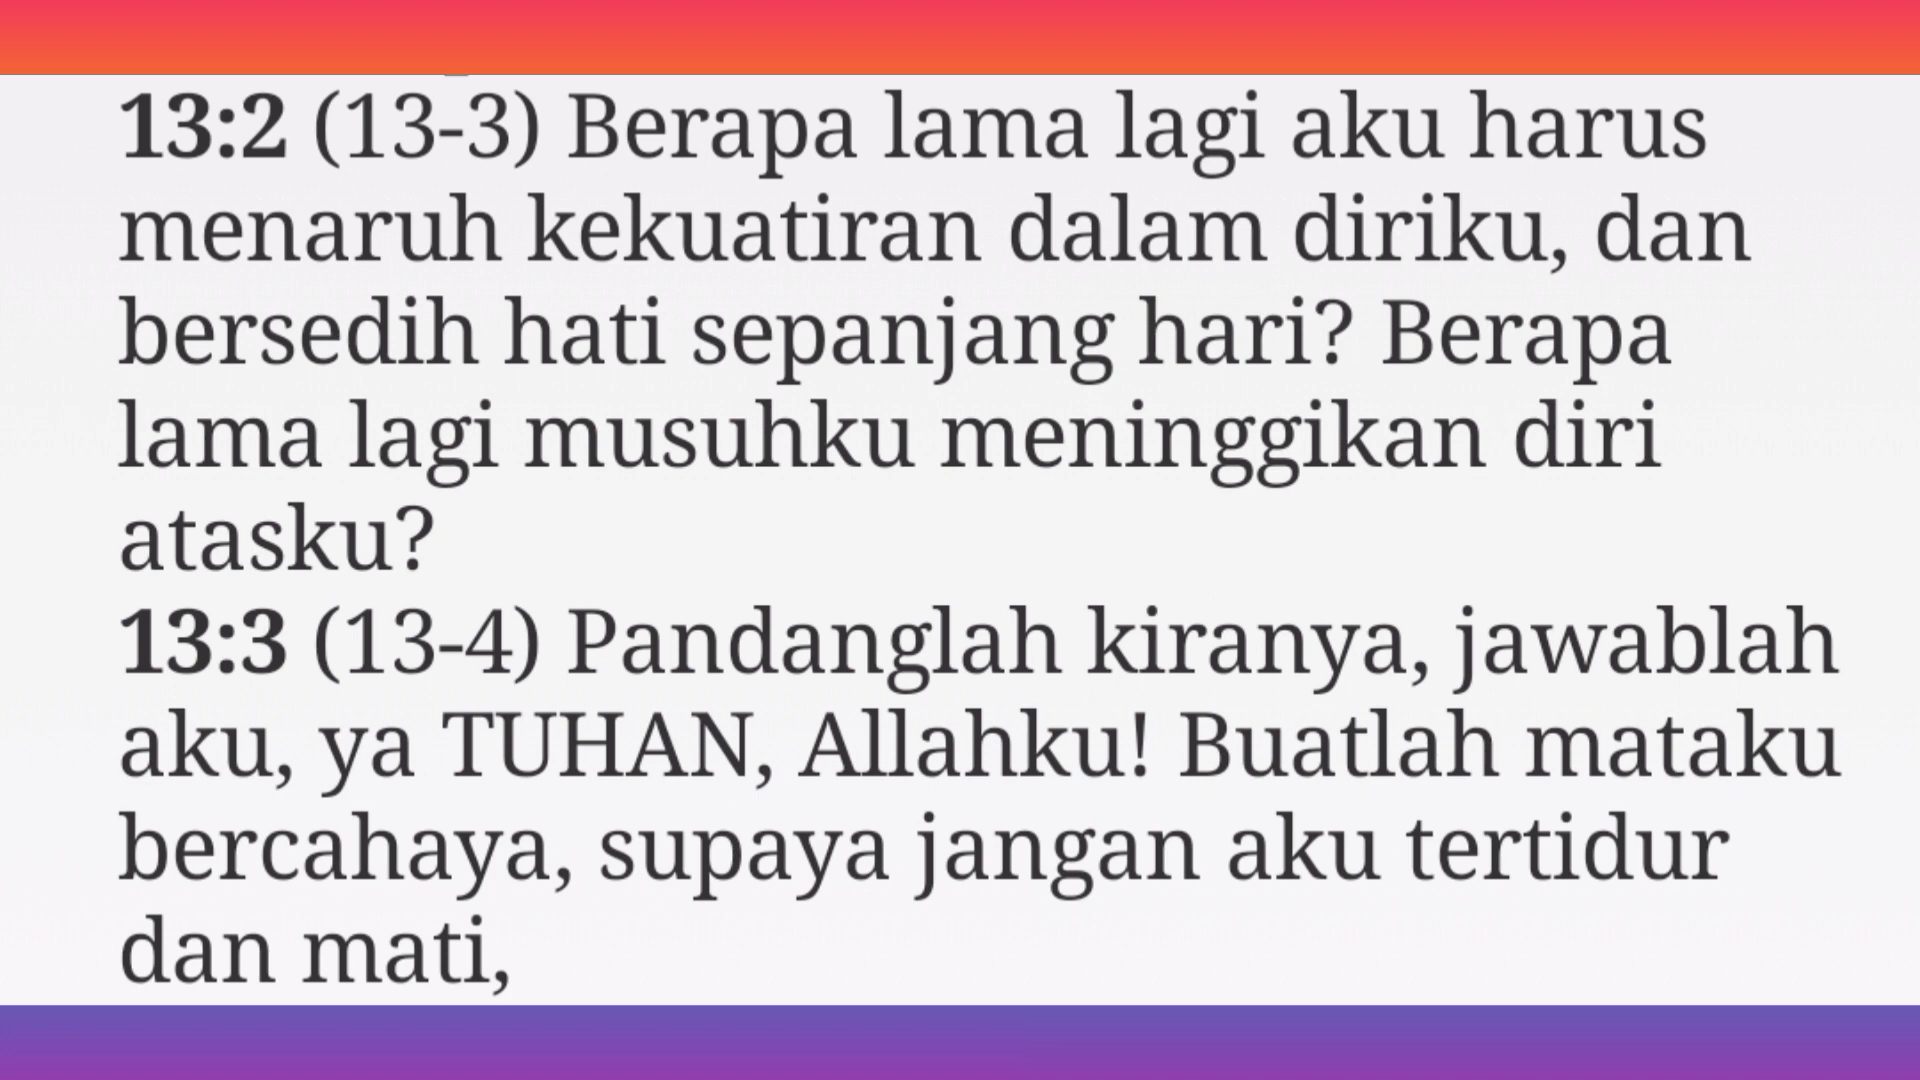 13:2 (13-3) Berapa lama lagi aku harus
menaruh kekuatiran dalam diriku, dan
bersedih hati sepanjang hari? Berapa
lama lagi musuhku meninggikan diri
atasku?
13:3 (13-4) Pandanglah kiranya, jawablah
aku, ya TUHAN, Allahku! Buatlah mataku
bercahaya, supaya jangan aku tertidur
dan mati,